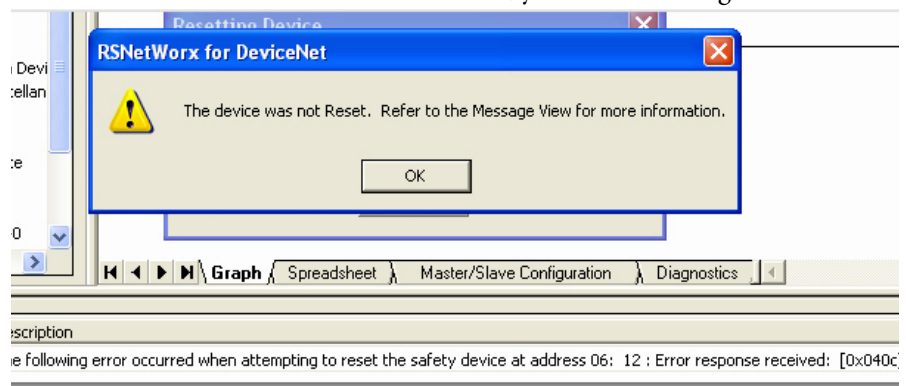 Resetting Device
RSNetWorx for DeviceNet
Devi
The device was not Reset. Refer to the Message View for more information.
OK
Graph Spreadsheet Master/Slave Configuration Diagnostics
error occurred when attempting to reset the safety device at address 06: 12 : Error response received: [0x040c]